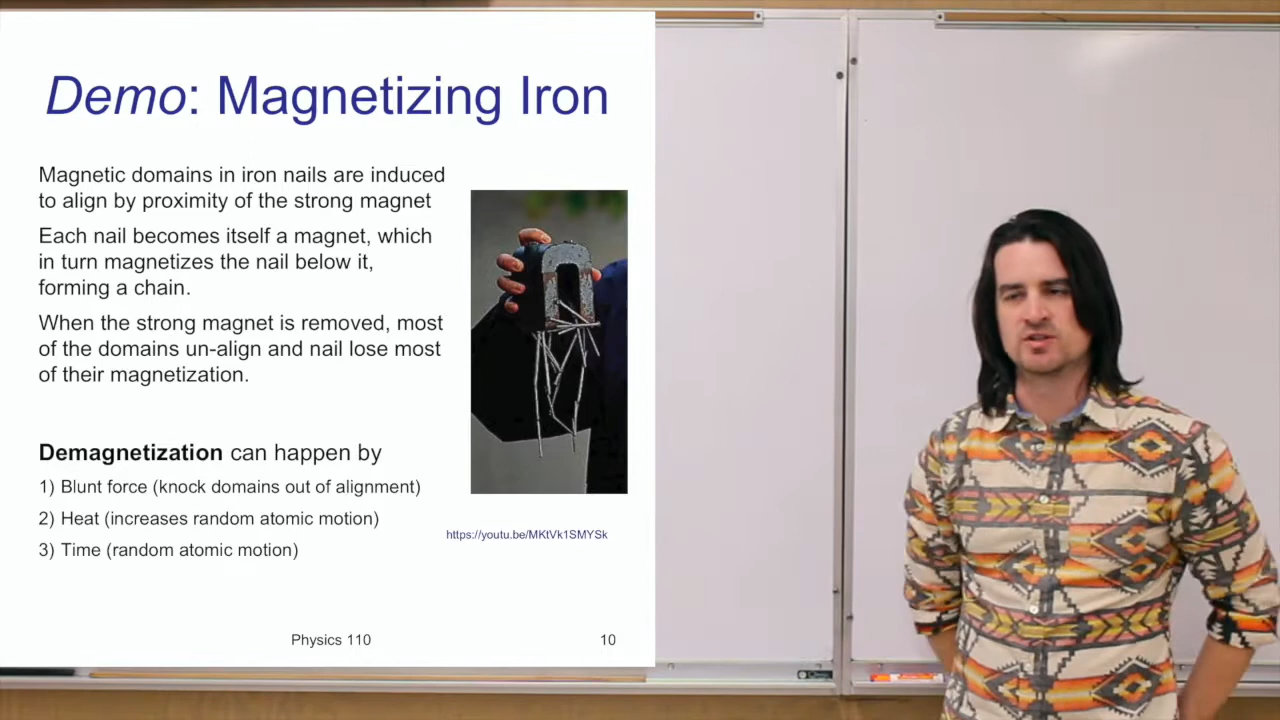 Demo: Magnetizing Iron
Magnetic domains in iron nails are induced
to align by proximity of the strong magnet
Each nail becomes itself a magnet, which
in turn magnetizes the nail below it,
forming a chain.
When the strong magnet is removed, most
of the domains un-align and nail lose most
of their magnetization.
Demagnetization can happen by
1) Blunt force (knock domains out of alignment)
2) Heat (increases random atomic motion)
3) Time (random atomic motion)
https://youtu.be/MKtVk1SMYSk
Physics 110
10